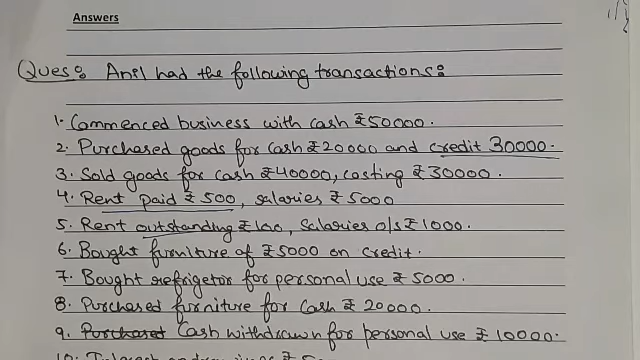 Answers
Ques: Anil had the following transactions:
1. Commenced business with cash ₹50000.
2. Purchased goods for cash ₹20000 and credit 30000.
3. Sold goods for cash ₹40000, costing ₹30000.
4. Rent paid ₹500, salaries ₹5000
5. Rent outstanding ₹100, Salaries o/s ₹1000.
6. Bought furniture of ₹5000 on credit.
7. Bought refrigetor for personal use ₹5000.
8. Purchased furniture for Cash ₹20000.
9. Purchased Cash withdrawn for personal use ₹10000.
10.